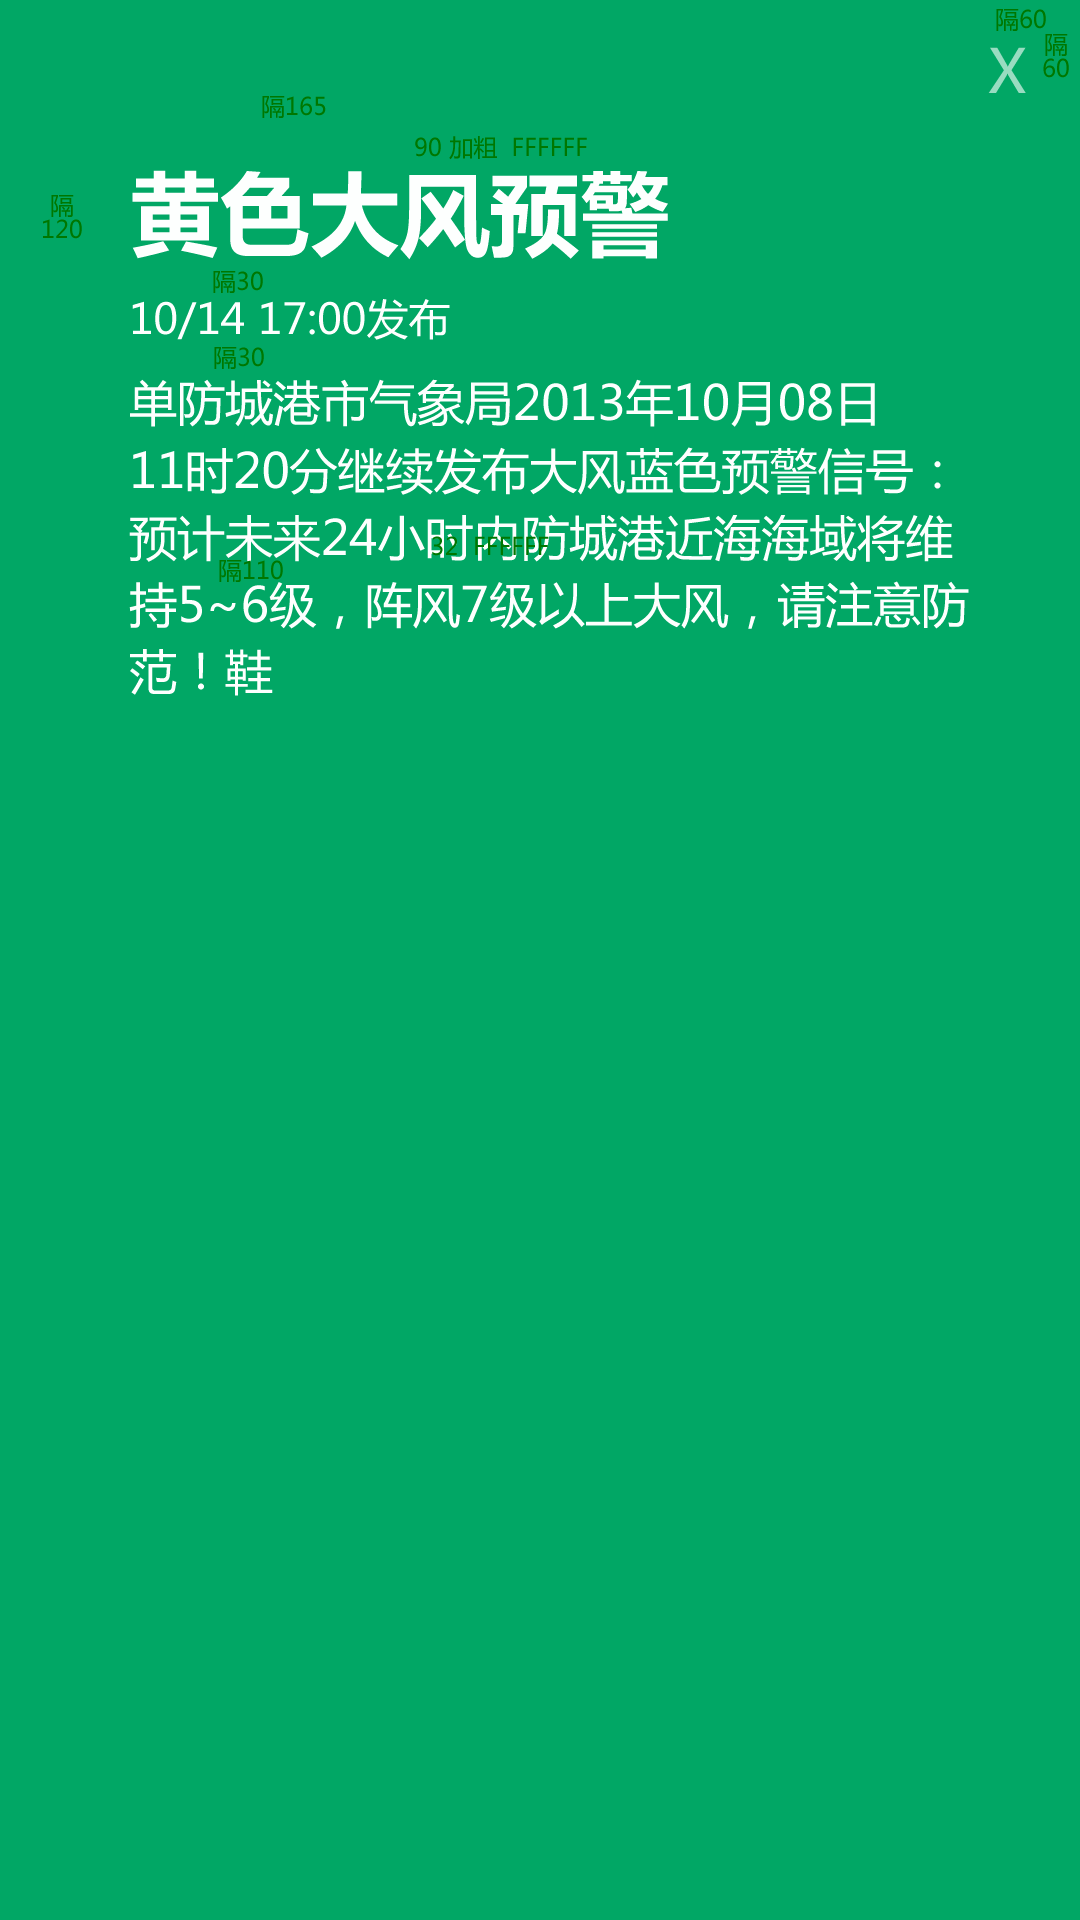 隔60
隔
60
X
隔165
90 加粗 FFFFFF
黄色大风预警
隔
120
隔30
10/14 17:00发布
隔30
单防城港市气象局2013年10月08日
11时20分继续发布大风蓝色预警信号：
预计未来24小时内防城港近海海域将维
32 FFFFFF
隔110
持5~6级，阵风7级以上大风，请注意防
范！鞋